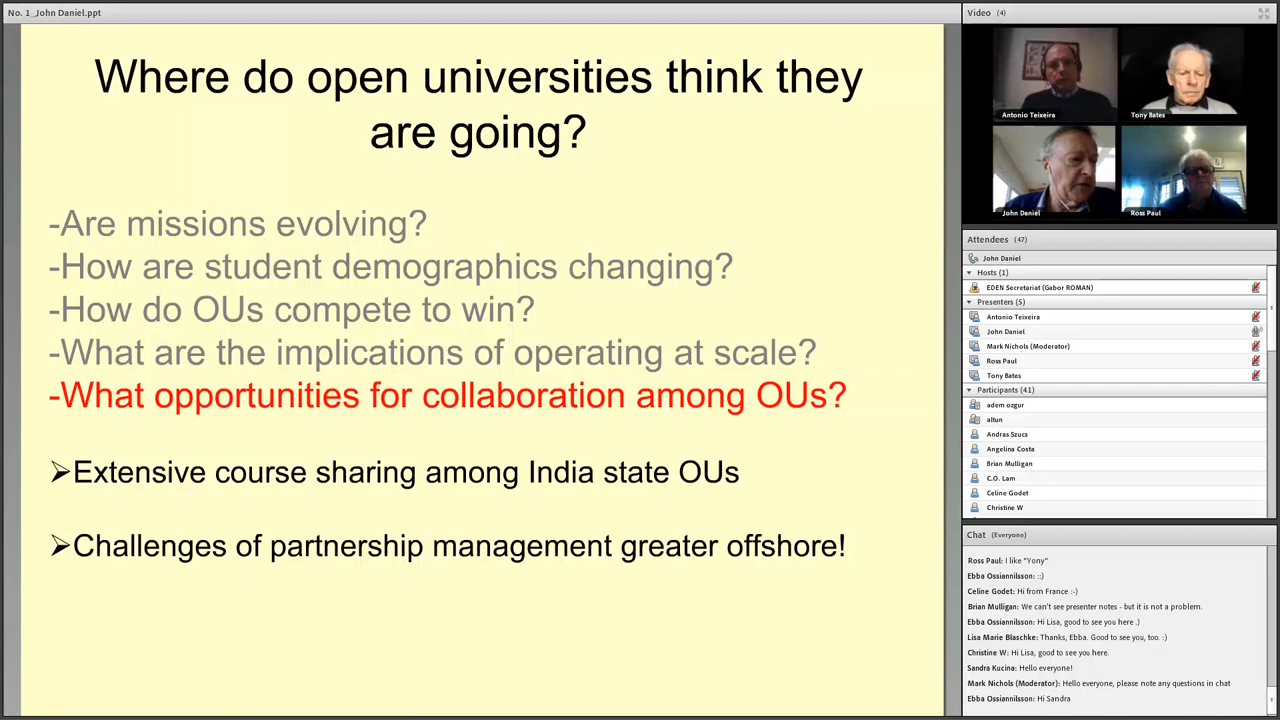 No. 1_John Daniel.ppt
Where do open universities think they
are going?
-Are missions evolving?
-How are student demographics changing?
-How do OUs compete to win?
-What are the implications of operating at scale?
-What opportunities for collaboration among OUs?
➢Extensive course sharing among India state OUs
➢Challenges of partnership management greater offshore!
Video (4)
Antonio Teixeira
Tony Bates
John Daniel
Ross Paul
Attendees (47)
John Daniel
Hosts (1)
EDEN Secretariat (Gabor ROMAN)
Presenters (5)
Antonio Teixeira
John Daniel
Mark Nichols (Moderator)
Ross Paul
Tony Bates
Participants (41)
adem ozgur
altun
Andras Szucs
Angelina Costa
Brian Mulligan
C.O. Lam
Celine Godet
Christine W
Chat (Everyone)
Ross Paul: I like "Yony"
Ebba Ossiannilsson: ::)
Celine Godet: Hi from France :-)
Brian Mulligan: We can't see presenter notes - but it is not a problem.
Ebba Ossiannilsson: Hi Lisa, good to see you here .)
Lisa Marie Blaschke: Thanks, Ebba. Good to see you, too. :)
Christine W: Hi Lisa, good to see you here.
Sandra Kucina: Hello everyone!
Mark Nichols (Moderator): Hello everyone, please note any questions in chat
Ebba Ossiannilsson: Hi Sandra